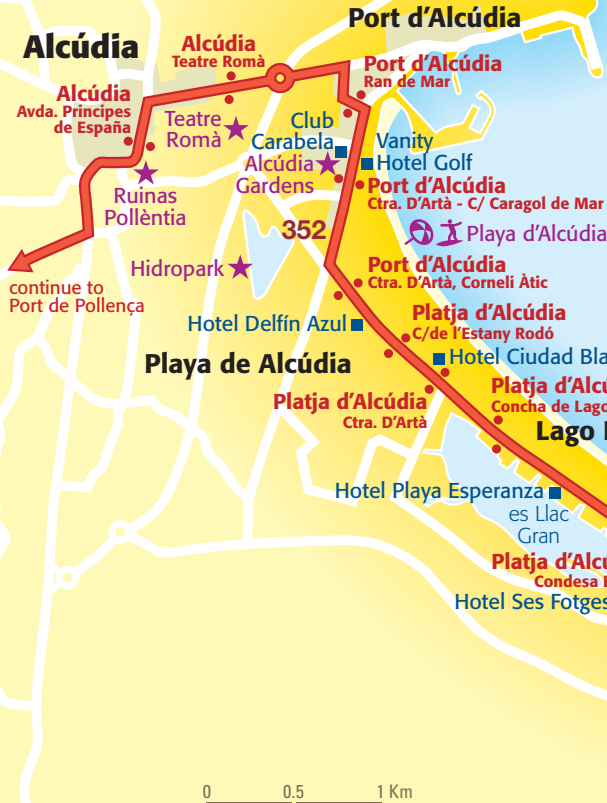 Port d'Alcúdia
Alcúdia
Alcúdia
Teatre Romà
Port d'Alcúdia
Ran de Mar
Alcúdia
Avda. Principes
de España
Teatre
Romà
Club
Carabela
Vanity
Hotel Golf
Alcúdia
Gardens
Ruinas
Pollèntia
Port d'Alcúdia
Ctra. D'Artà - C/ Caragol de Mar
352
Playa d'Alcúdia
Hidropark
Port d'Alcúdia
Ctra. D'Artà, Corneli Àtic
continue to
Port de Pollença
Hotel Delfín Azul
Platja d'Alcúdia
C/de l'Estany Rodó
Playa de Alcúdia
Hotel Ciudad Bla
Platja d'Alcú
Concha de Lago
Platja d'Alcúdia
Ctra. D'Artà
Lago
Hotel Playa Esperanza
es Llac
Gran
Platja d'Alcú
Condesa
Hotel Ses Fotges
0 0.5 1 Km